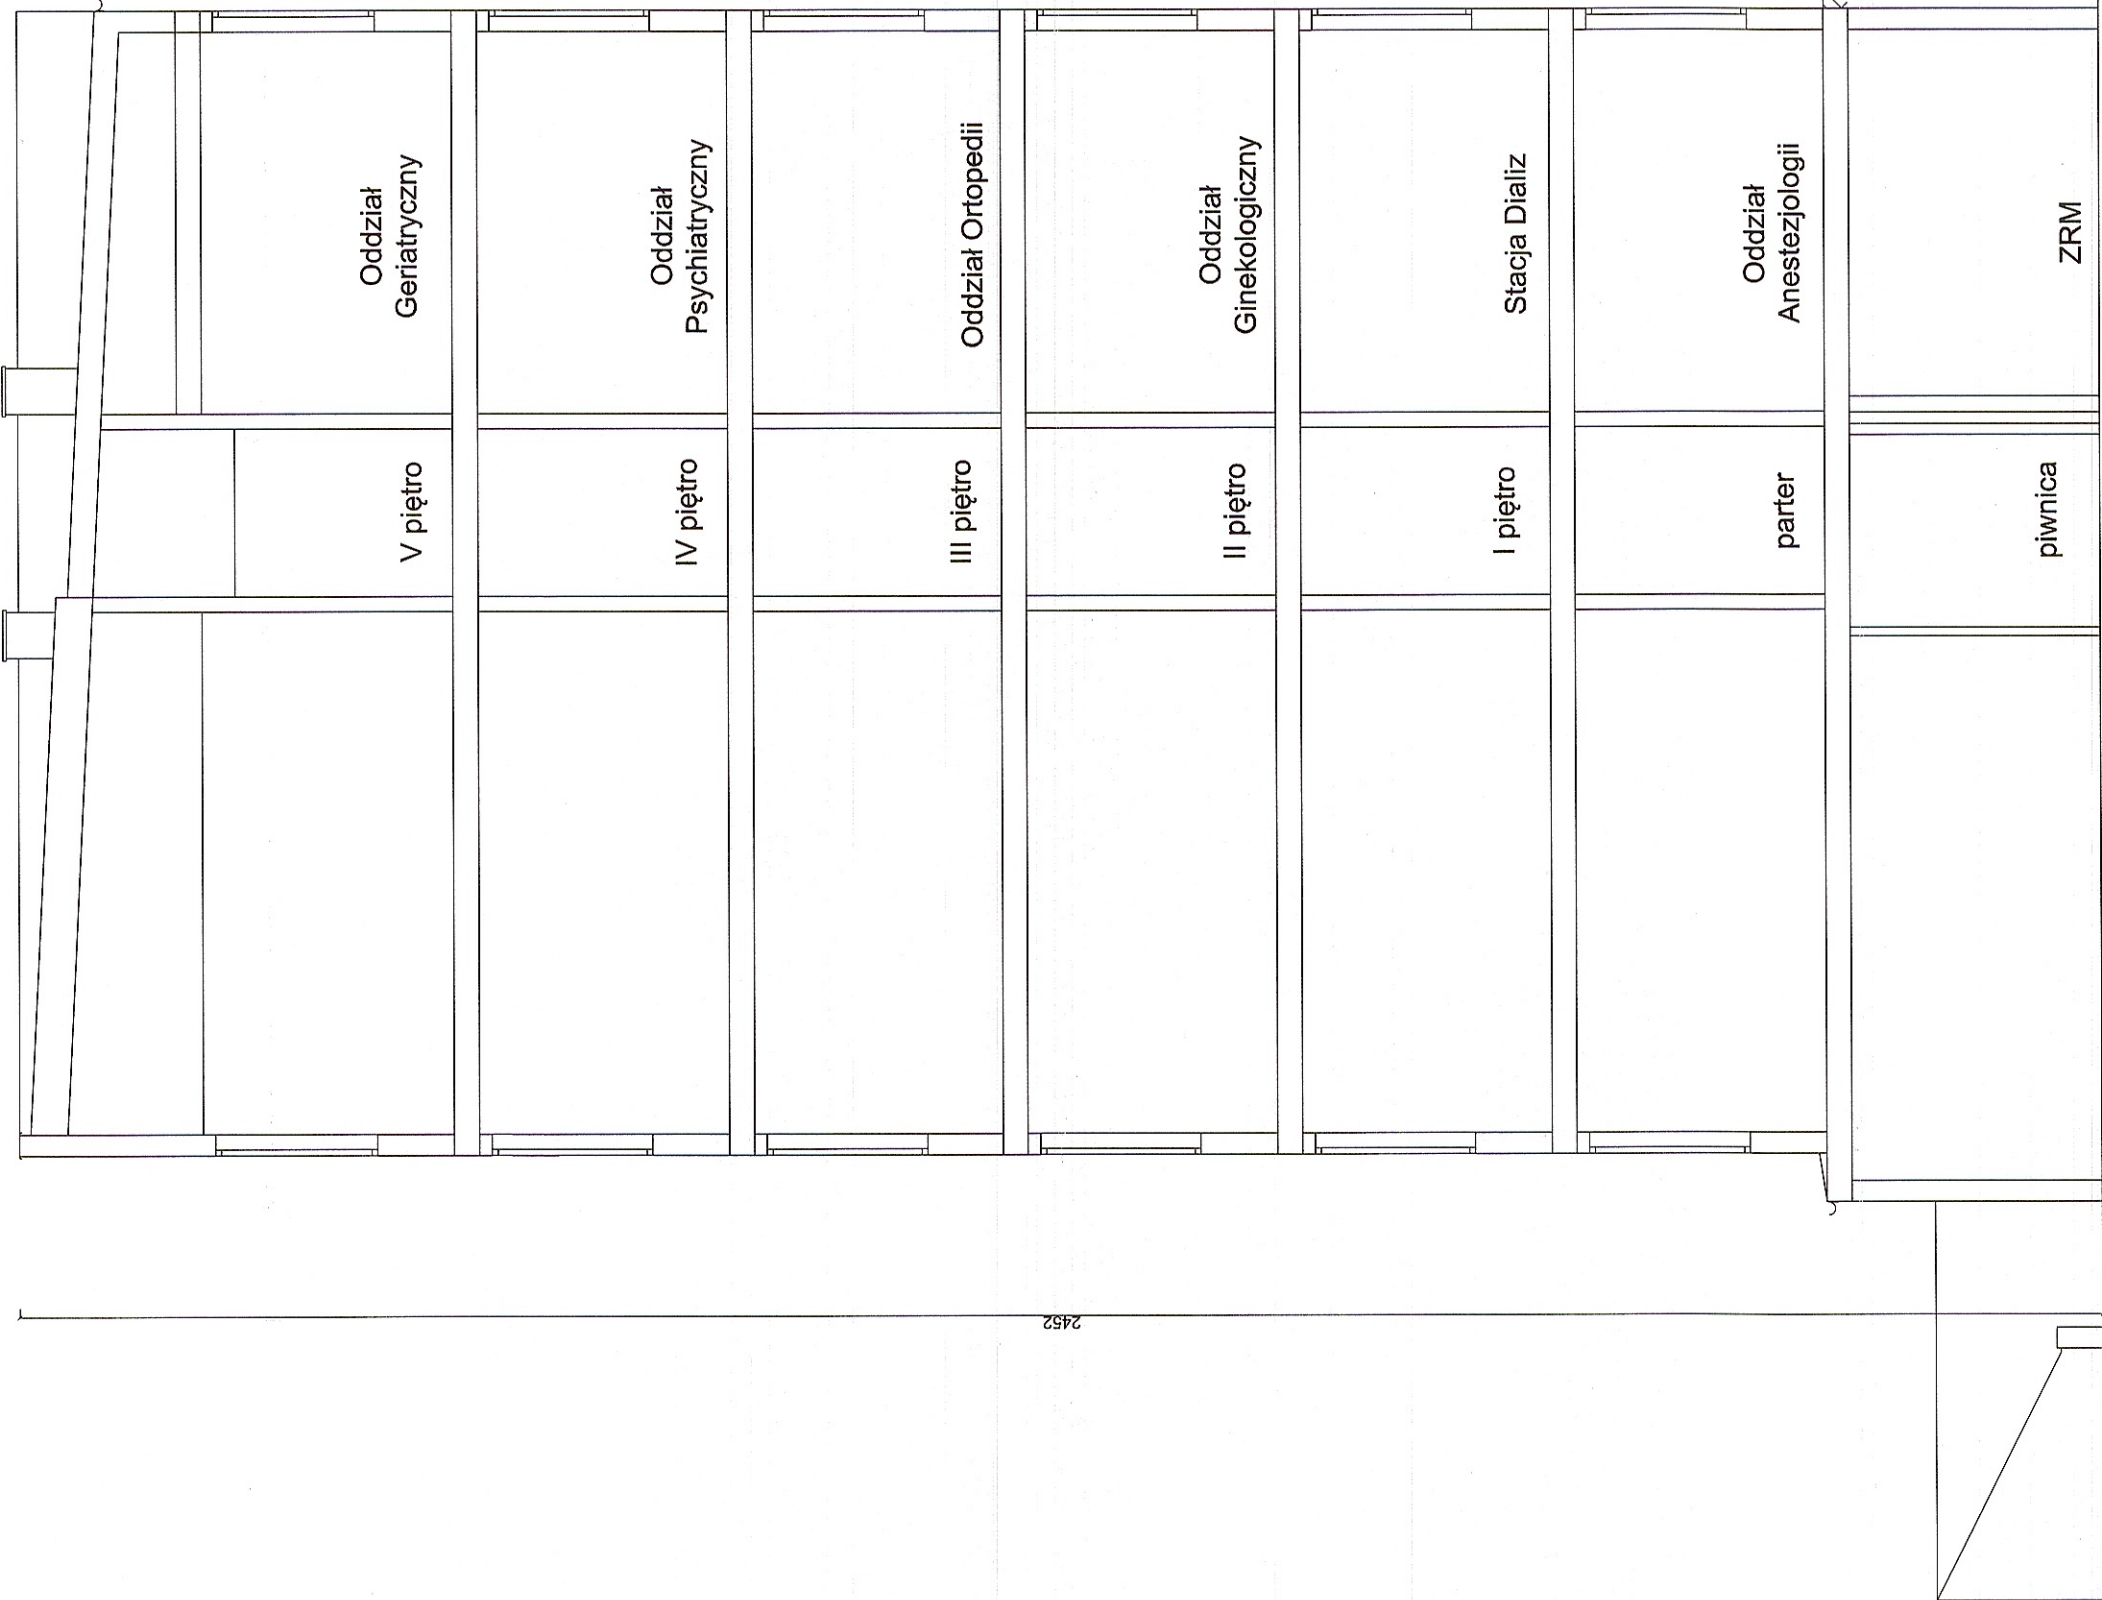 Oddział
Geriatryczny
V piętro
Oddział
Psychiatryczny
IV piętro
Oddział Ortopedii
III piętro
Oddział
Ginekologiczny
II piętro
Stacja Dializ
I piętro
Oddział
Anestezjologii
parter
ZRM
piwnica
2452